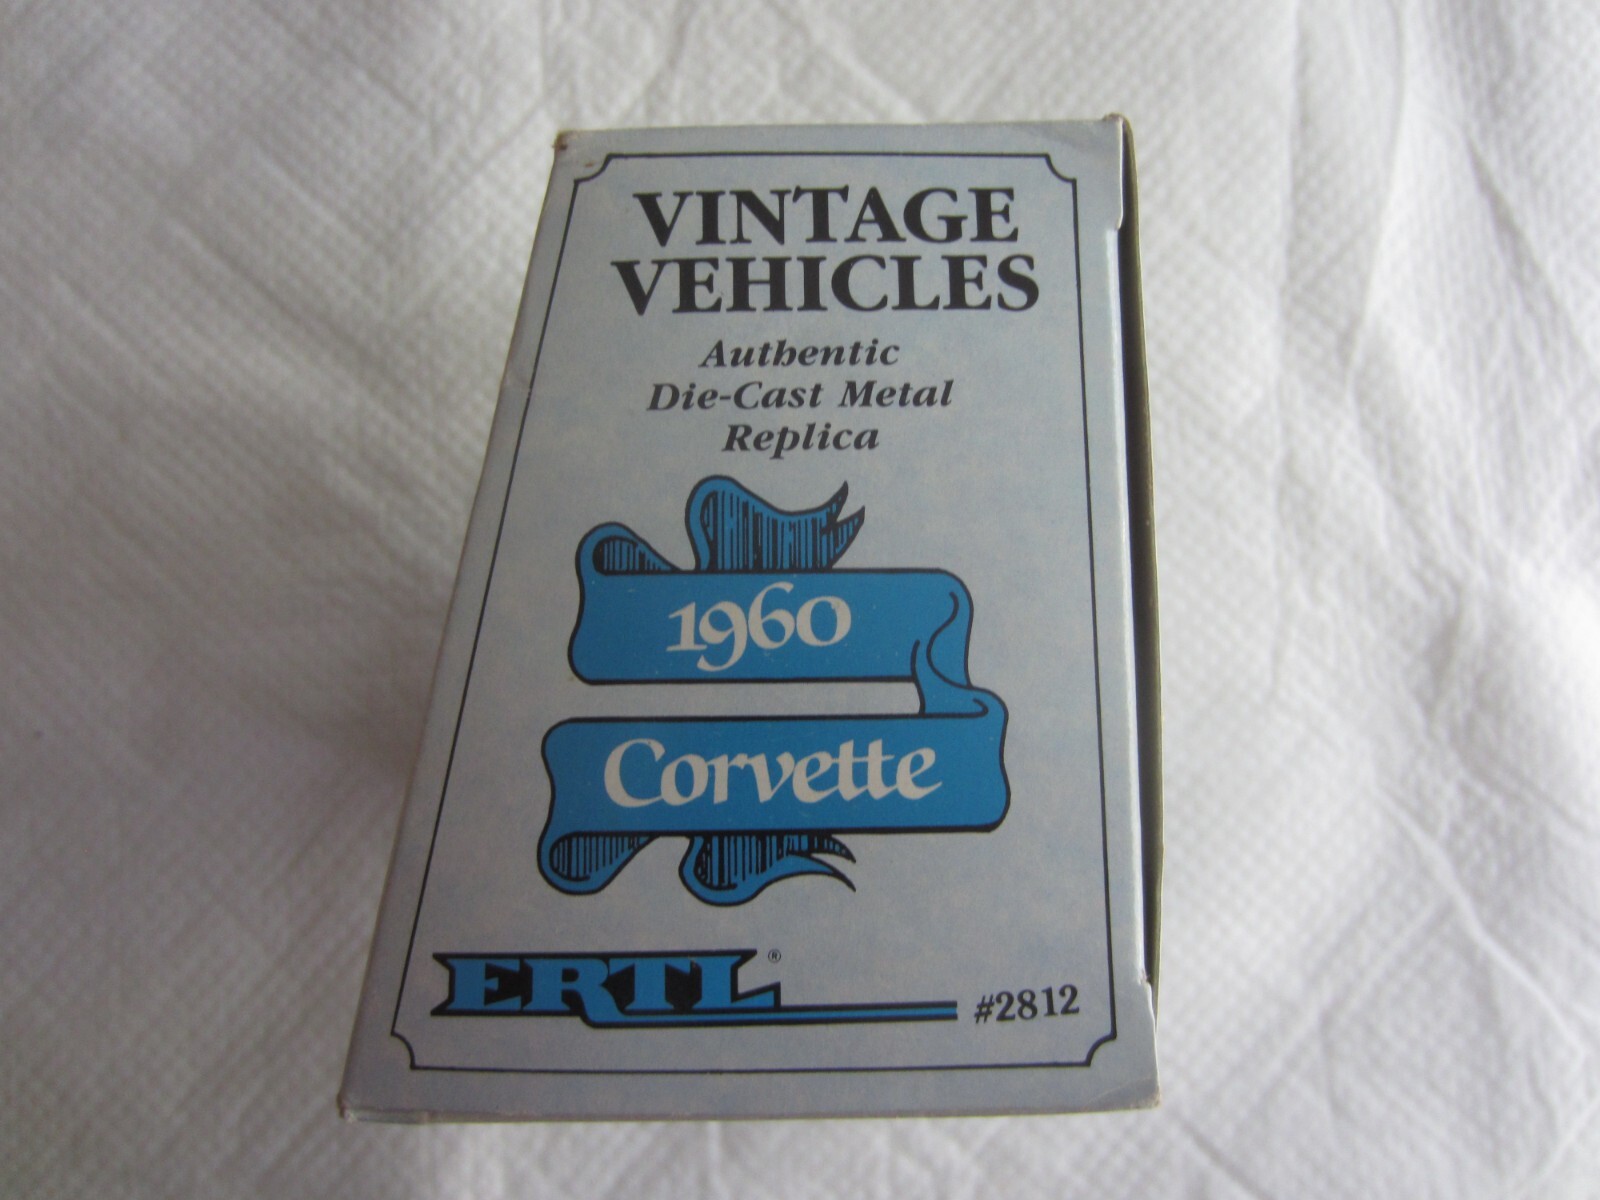 VINTAGE
VEHICLES
Authentic
Die-Cast Metal
Replica
1960
Corvette
ERTL®
#2812